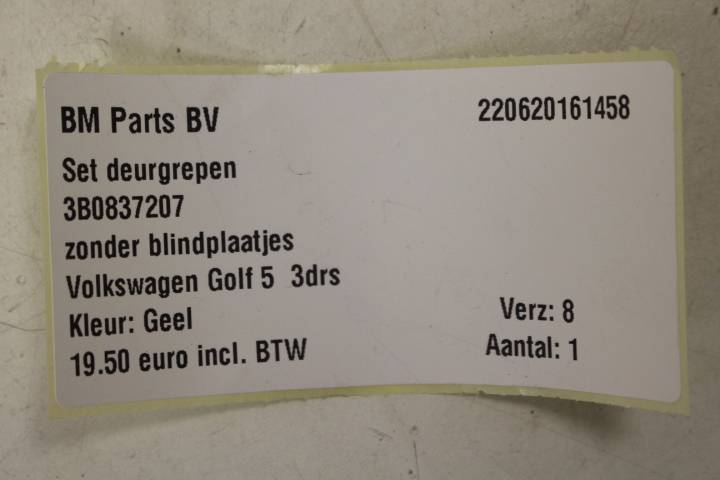 BM Parts BV 220620161458
Set deurgrepen
3B0837207
zonder blindplaatjes
Volkswagen Golf 5 3drs
Kleur: Geel Verz: 8
19.50 euro incl. BTW Aantal: 1